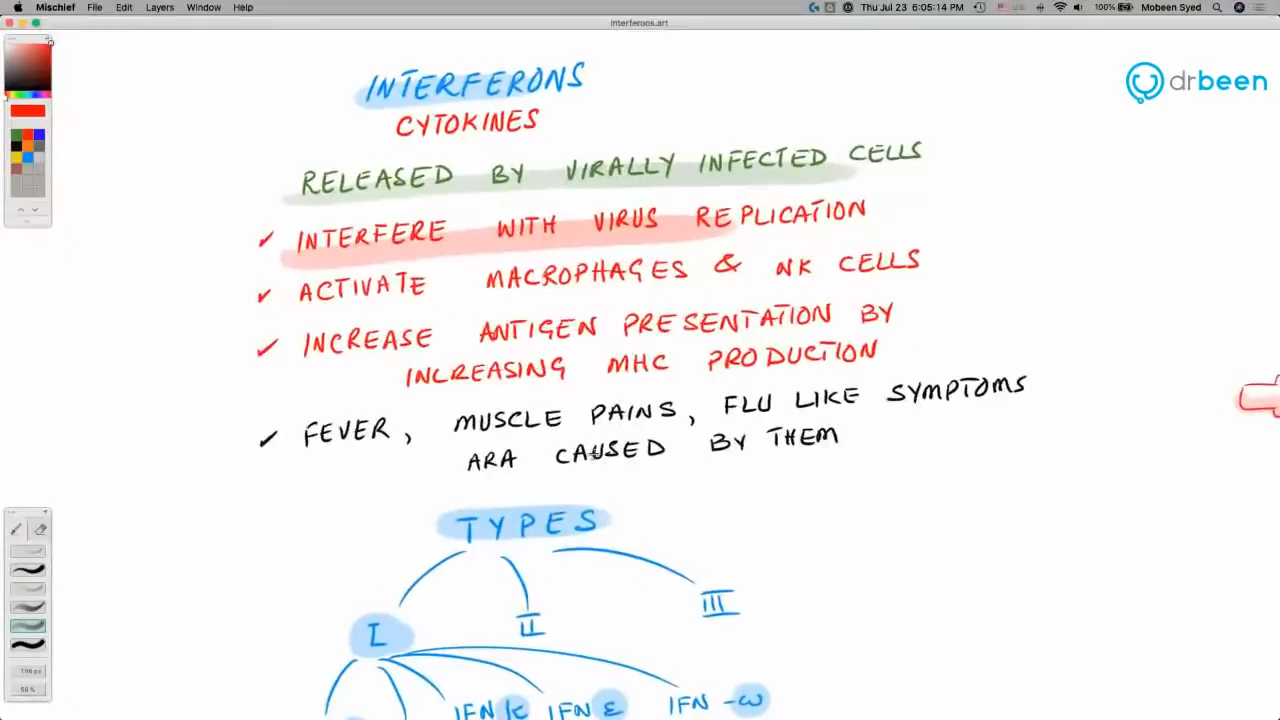 Mischief File Edit Layers Window Help Thu Jul 23 6:05:14 PM 100% Mobeen Syed
interferons.art
drbeen
INTERFERONS
CYTOKINES
RELEASED BY VIRALLY INFECTED CELLS
✓ INTERFERE WITH VIRUS REPLICATION
✓ ACTIVATE MACROPHAGES & NK CELLS
✓ INCREASE ANTIGEN PRESENTATION BY
INCREASING MHC PRODUCTION
✓ FEVER, MUSCLE PAINS, FLU LIKE SYMPTOMS
ARA CAUSED BY THEM
TYPES
I II III
IFN K IFN ε IFN -ω